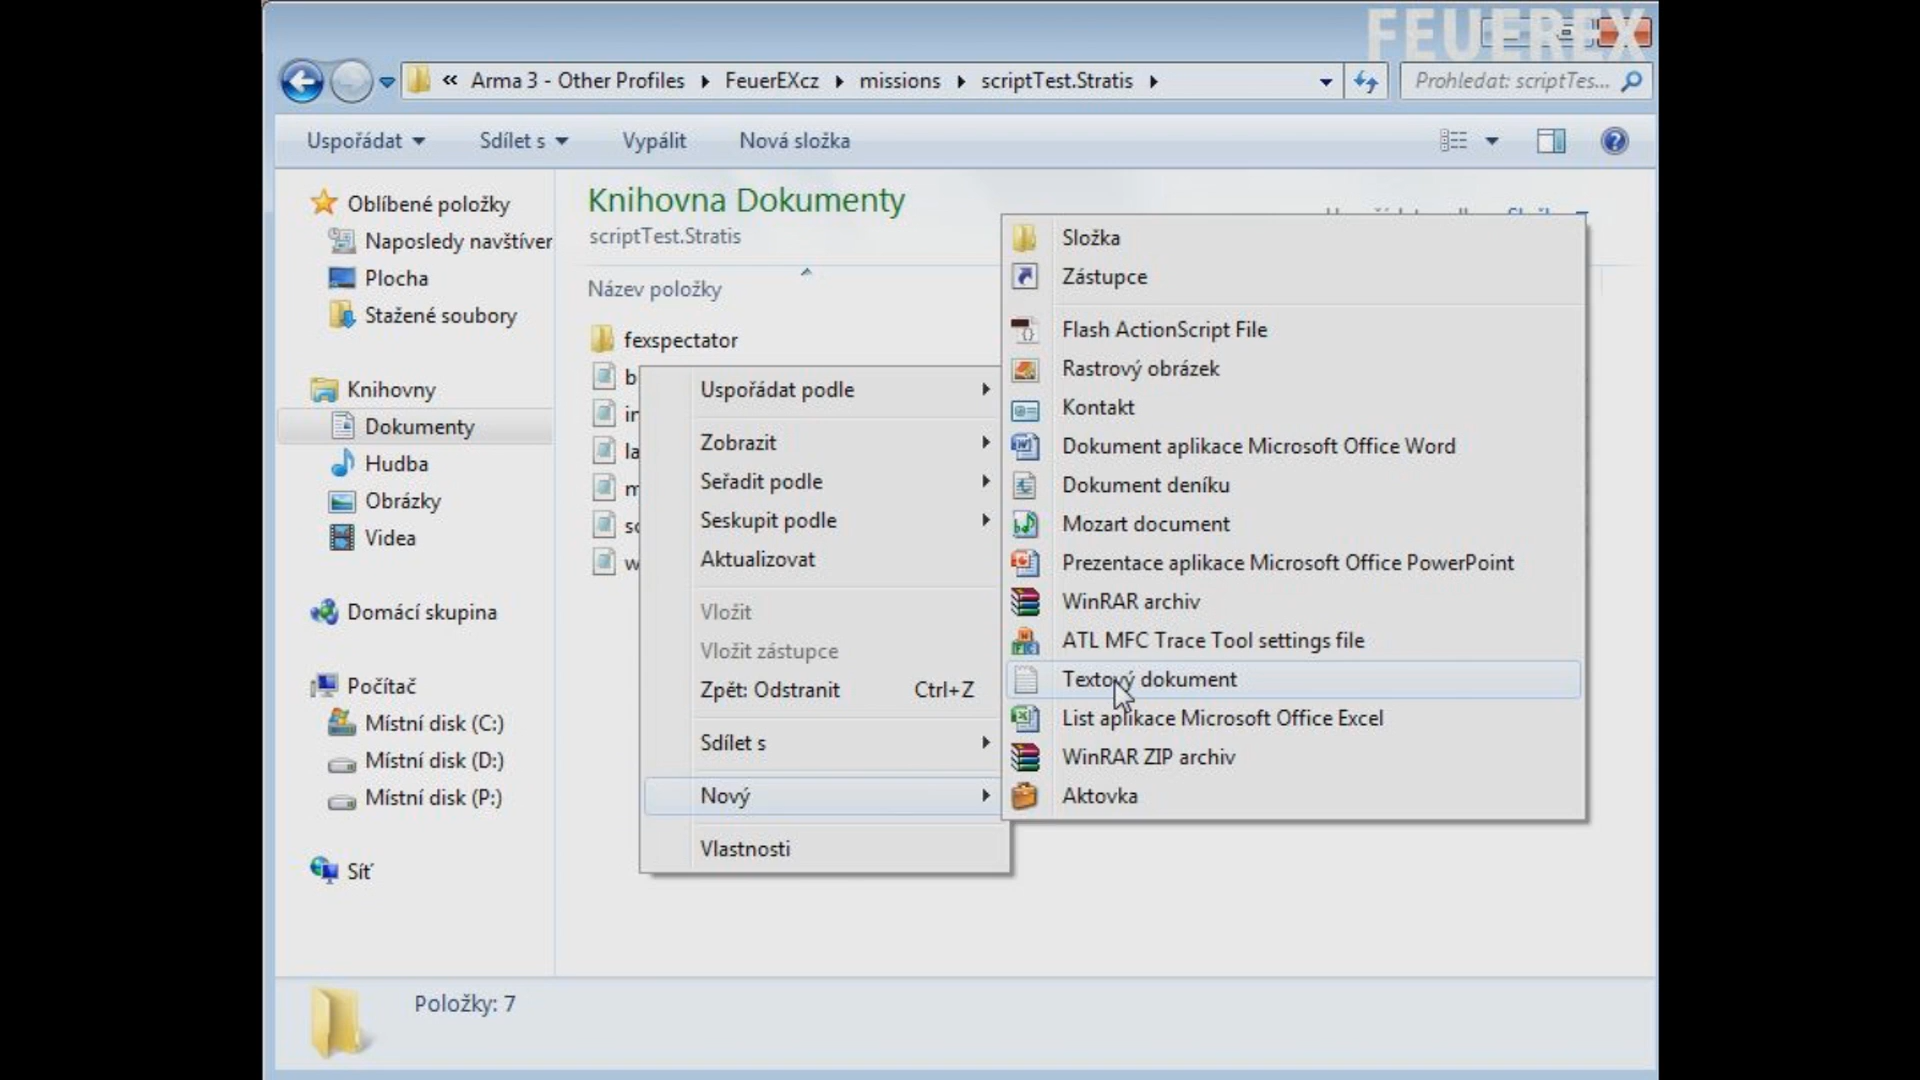 FEUEREX
« Arma 3 - Other Profiles FeuerEXcz missions scriptTest.Stratis
Prohledat: scriptTes...
Uspořádat Sdílet s Vypálit Nová složka
Oblíbené položky
Naposledy navštíver
Plocha
Stažené soubory
Knihovny
Dokumenty
Hudba
Obrázky
Videa
Domácí skupina
Počítač
Místní disk (C:)
Místní disk (D:)
Místní disk (P:)
Síť
Knihovna Dokumenty
scriptTest.Stratis
Název položky
fexspectator
b
in
la
m
sc
w
Uspořádat podle
Zobrazit
Seřadit podle
Seskupit podle
Aktualizovat
Vložit
Vložit zástupce
Zpět: Odstranit Ctrl+Z
Sdílet s
Nový
Vlastnosti
Složka
Zástupce
Flash ActionScript File
Rastrový obrázek
Kontakt
Dokument aplikace Microsoft Office Word
Dokument deníku
Mozart document
Prezentace aplikace Microsoft Office PowerPoint
WinRAR archiv
ATL MFC Trace Tool settings file
Textový dokument
List aplikace Microsoft Office Excel
WinRAR ZIP archiv
Aktovka
Položky: 7